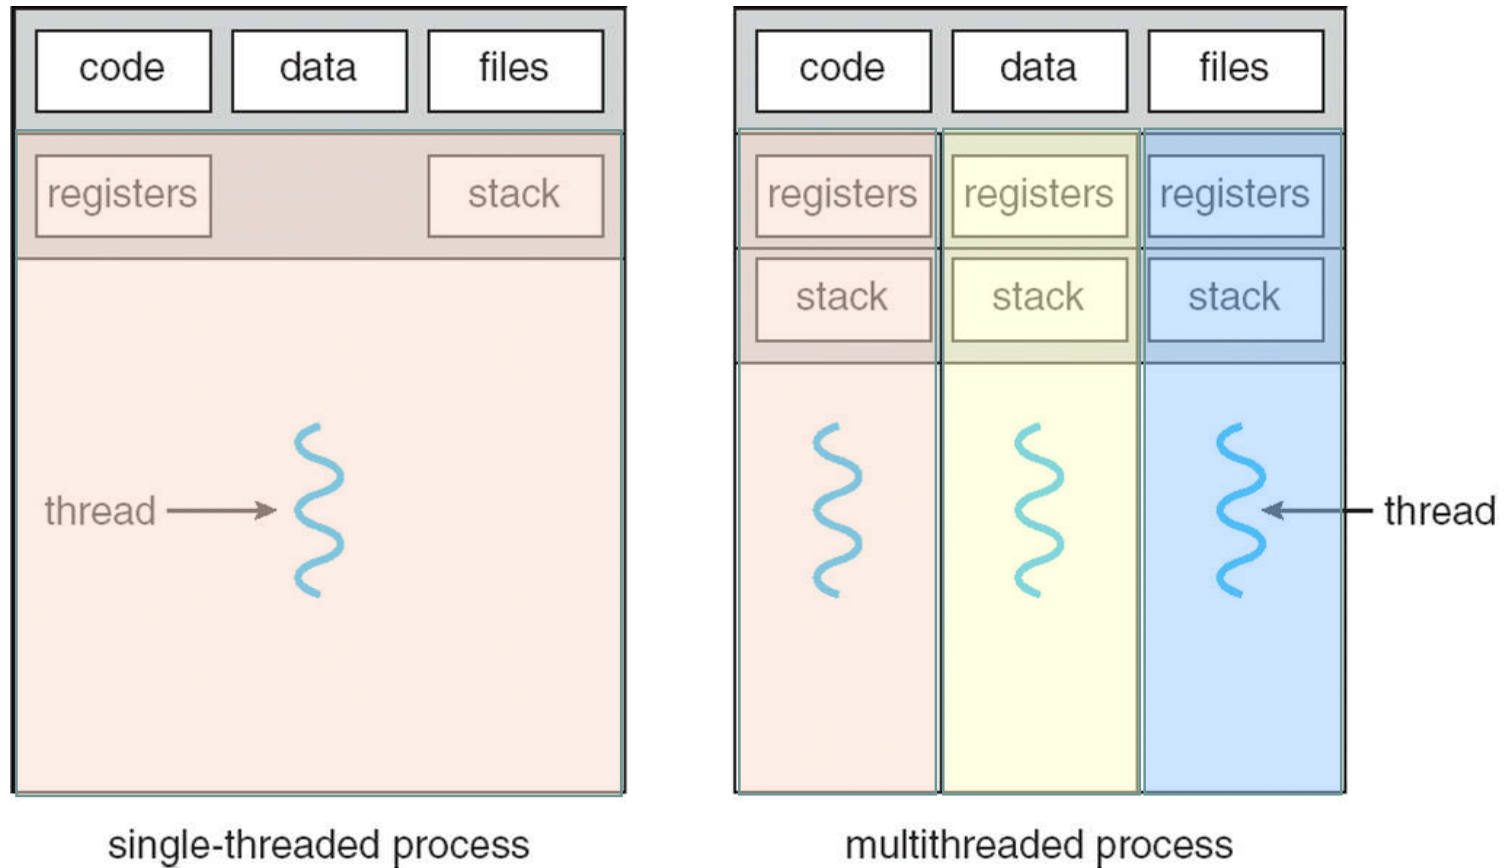 code data files
registers stack
thread
single-threaded process
code data files
registers registers registers
stack stack stack
thread
multithreaded process